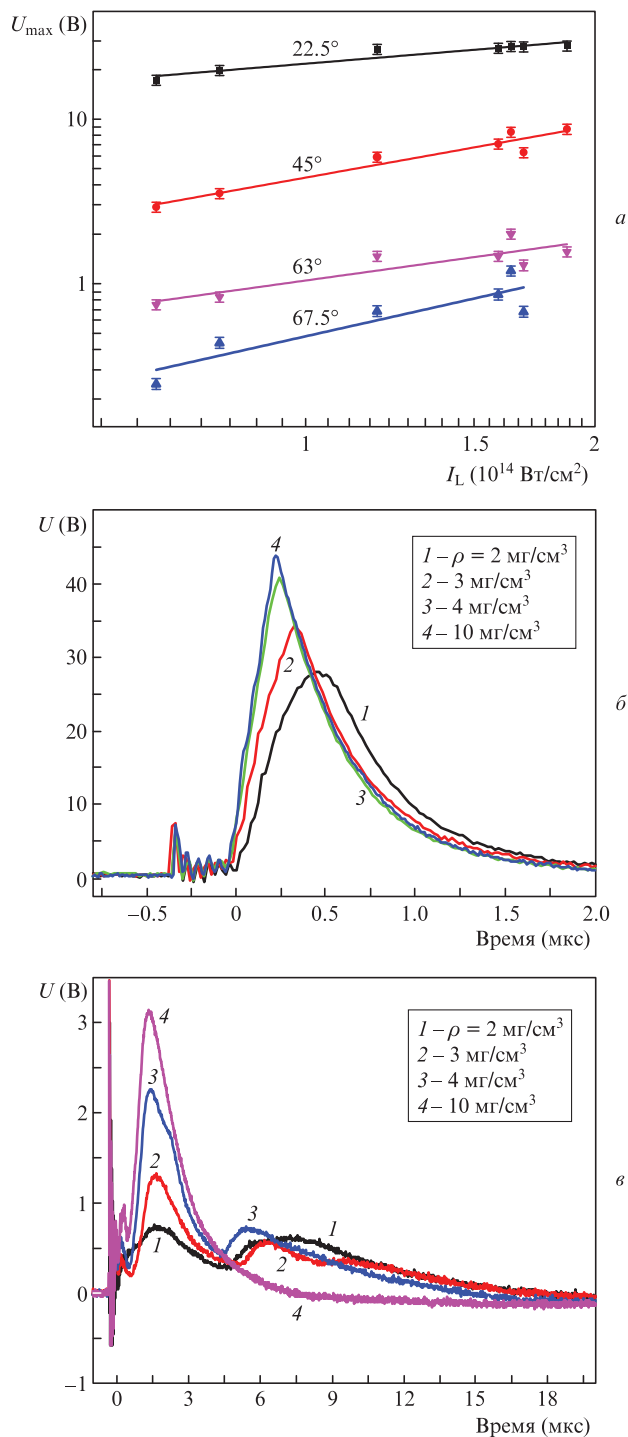 U_max (В)
22.5°
10
45°
а
63°
1
67.5°
1
1.5
2
I_L (10^14 Вт/см^2)
U (В)
4
1 – ρ = 2 мг/см^3
2 – 3 мг/см^3
3 – 4 мг/см^3
4 – 10 мг/см^3
40
30
2
1
б
20
3
10
0
–0.5
0
0.5
1.0
1.5
2.0
Время (мкс)
U (В)
3
4
1 – ρ = 2 мг/см^3
2 – 3 мг/см^3
3 – 4 мг/см^3
4 – 10 мг/см^3
3
2
2
в
1
3
1
1
2
0
4
–1
0
3
6
9
12
15
18
Время (мкс)